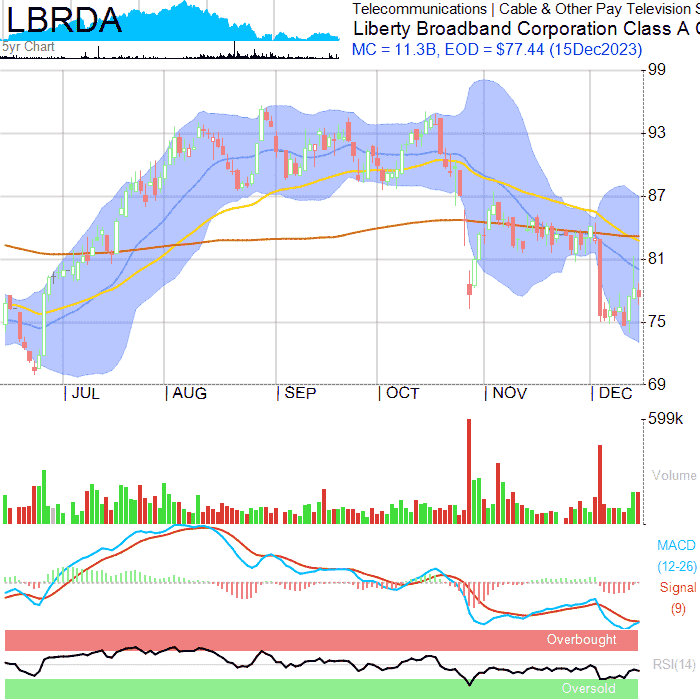 LBRDA
5yr Chart
Telecommunications | Cable & Other Pay Television S
Liberty Broadband Corporation Class A C
MC = 11.3B, EOD = $77.44 (15Dec2023)
99
93
87
81
75
69
| JUL | AUG | SEP | OCT | NOV | DEC
599k
Volume
MACD
(12-26)
Signal
(9)
Overbought
RSI(14)
Oversold